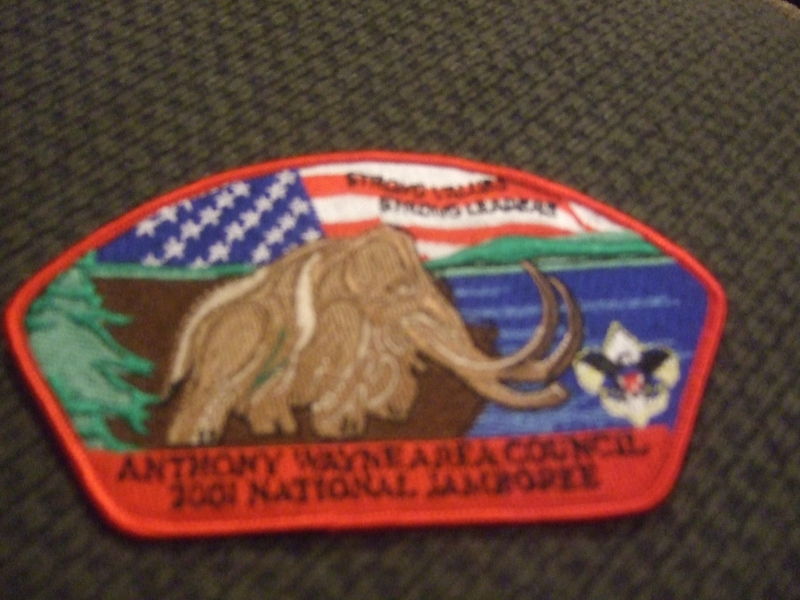 STRONG VALUES
STRONG LEADERS
ANTHONY WAYNE AREA COUNCIL
2001 NATIONAL JAMBOREE